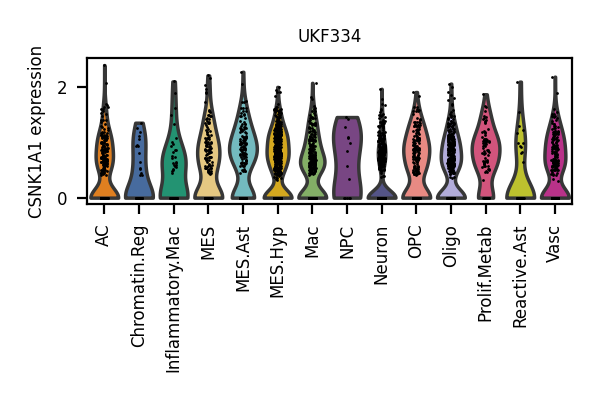 UKF334
CSNK1A1 expression
2
0
AC
Chromatin.Reg
Inflammatory.Mac
MES
MES.Ast
MES.Hyp
Mac
NPC
Neuron
OPC
Oligo
Prolif.Metab
Reactive.Ast
Vasc